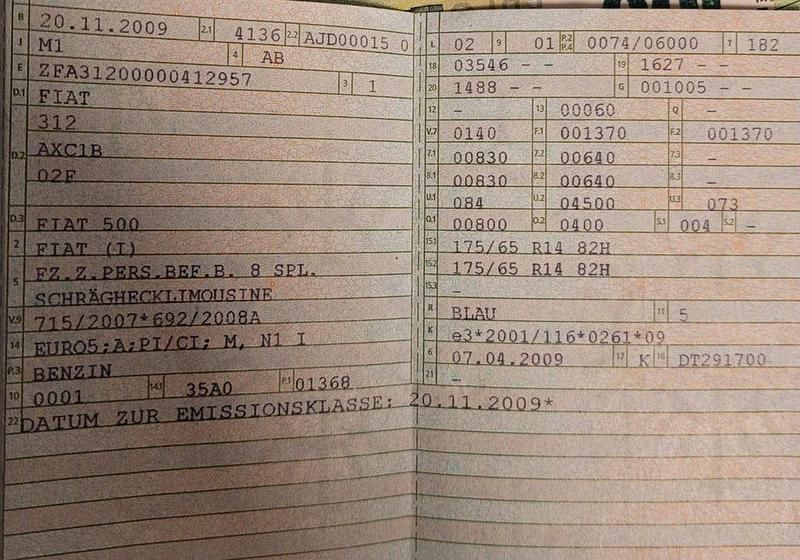 B 20.11.2009 2.1 4136 2.2 AJD00015 0
J M1 4 AB
E ZFA31200000412957 3 1
D.1 FIAT
312
D.2 AXC1B
02F
D.3 FIAT 500
2 FIAT (I)
5 FZ.Z.PERS.BEF.B. 8 SPL.
SCHRÄGHECKLIMOUSINE
V.9 715/2007*692/2008A
14 EURO5;A;PI/CI; M, N1 I
P.3 BENZIN
10 0001 14.1 35A0 P.1 01368
22 DATUM ZUR EMISSIONSKLASSE: 20.11.2009*
L 02 9 01 P.2 P.4 0074/06000 T 182
18 03546 - - 19 1627 - -
20 1488 - - G 001005 - -
12 - 13 00060 Q -
V.7 0140 F.1 001370 F.2 001370
7.1 00830 7.2 00640 7.3 -
8.1 00830 8.2 00640 8.3 -
U.1 084 U.2 04500 U.3 073
O.1 00800 O.2 0400 S.1 004 S.2 -
15.1 175/65 R14 82H
15.2 175/65 R14 82H
15.3 -
R BLAU 11 5
K e3*2001/116*0261*09
6 07.04.2009 17 K 16 DT291700
21 -